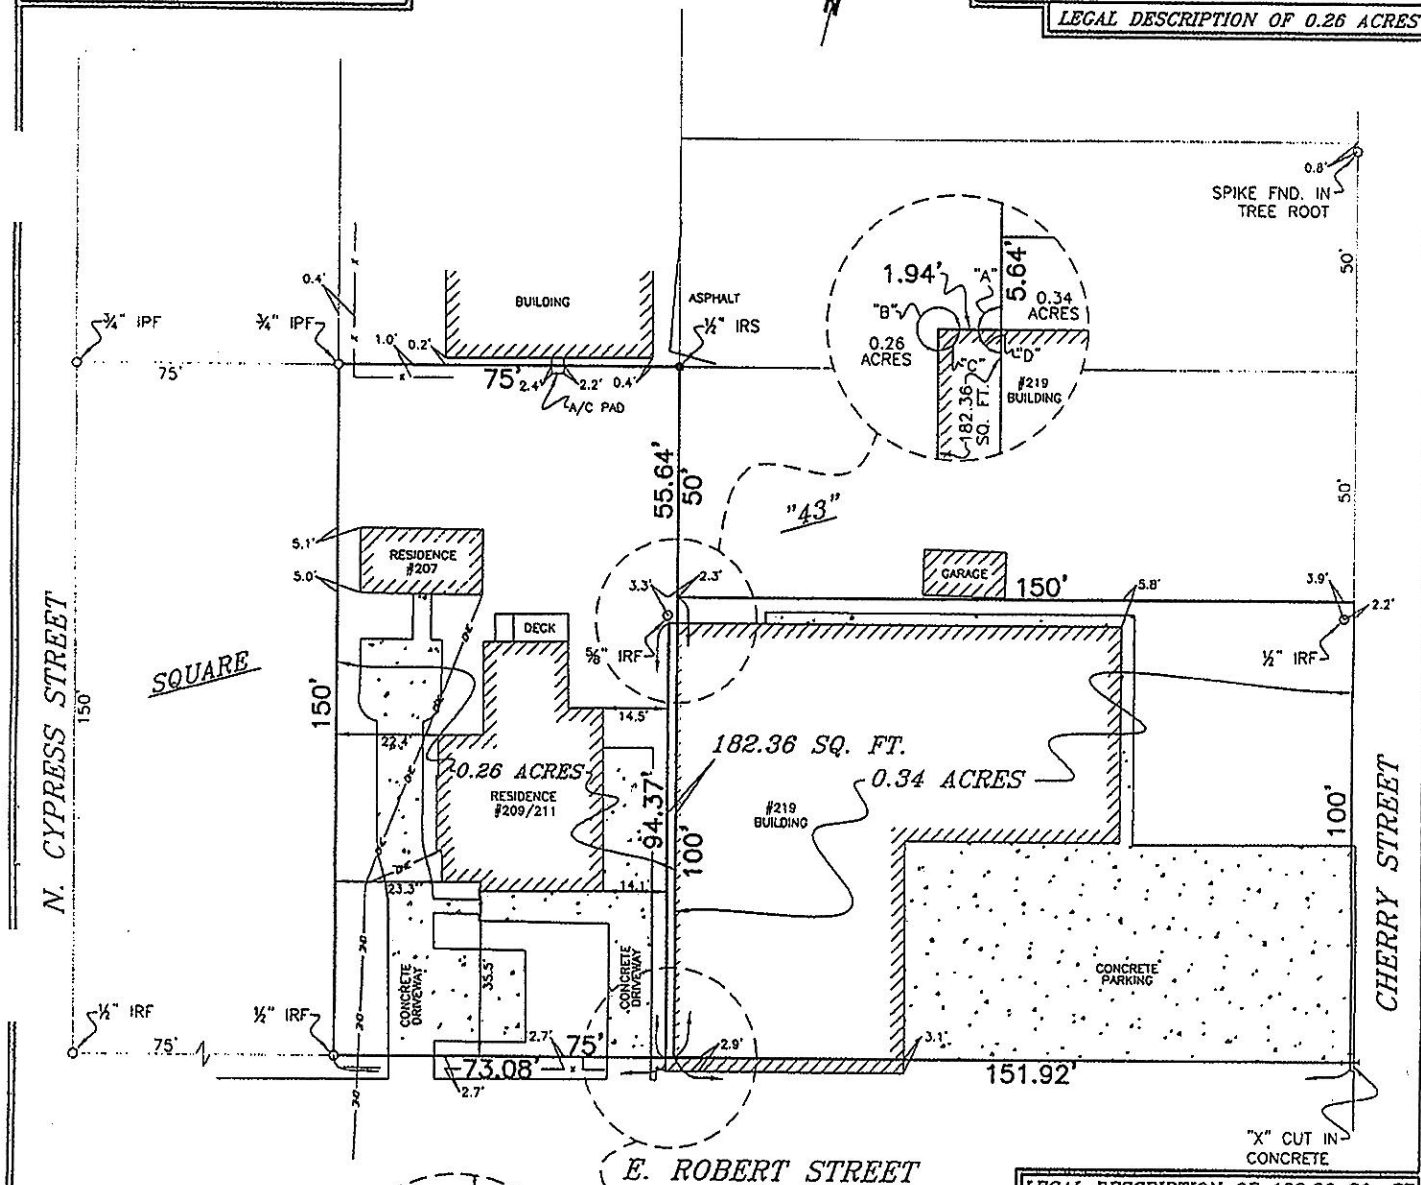 N
LEGAL DESCRIPTION OF 0.26 ACRES
0.8'
SPIKE FND. IN
TREE ROOT
50'
0.4'
BUILDING
ASPHALT
1.94'
"A"
5.64'
"B"
0.34
ACRES
0.26
ACRES
"C"
"D"
#219
BUILDING
182.36
SQ. FT.
¾" IPF
¾" IPF
1.0'
0.2'
½" IRS
75'
75'
2.4'
2.2'
0.4'
A/C PAD
55.64'
50'
"43"
50'
5.1'
RESIDENCE
#207
5.0'
GARAGE
150'
3.3'
2.3'
5.8'
3.9'
2.2'
DECK
⅝" IRF
½" IRF
SQUARE
N. CYPRESS STREET
150'
150'
14.5'
22.4'
182.36 SQ. FT.
0.26 ACRES
0.34 ACRES
RESIDENCE
#209/211
94.37'
100'
#219
BUILDING
100'
CHERRY STREET
23.3"
14.1'
CONCRETE
DRIVEWAY
35.5'
CONCRETE
DRIVEWAY
CONCRETE
PARKING
½" IRF
½" IRF
75'
2.7'
75'
2.9'
3.1'
73.08'
x
151.92'
2.7'
"X" CUT IN
CONCRETE
E. ROBERT STREET